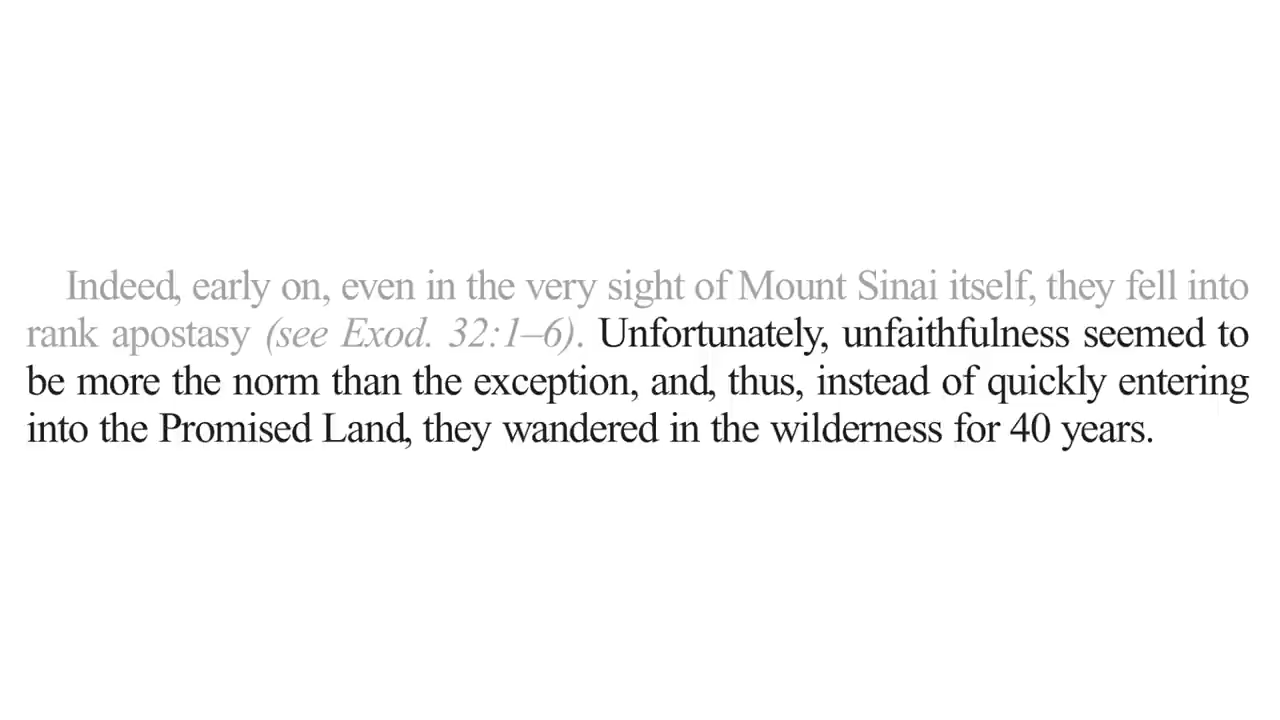 Indeed, early on, even in the very sight of Mount Sinai itself, they fell into
rank apostasy (see Exod. 32:1–6). Unfortunately, unfaithfulness seemed to
be more the norm than the exception, and, thus, instead of quickly entering
into the Promised Land, they wandered in the wilderness for 40 years.